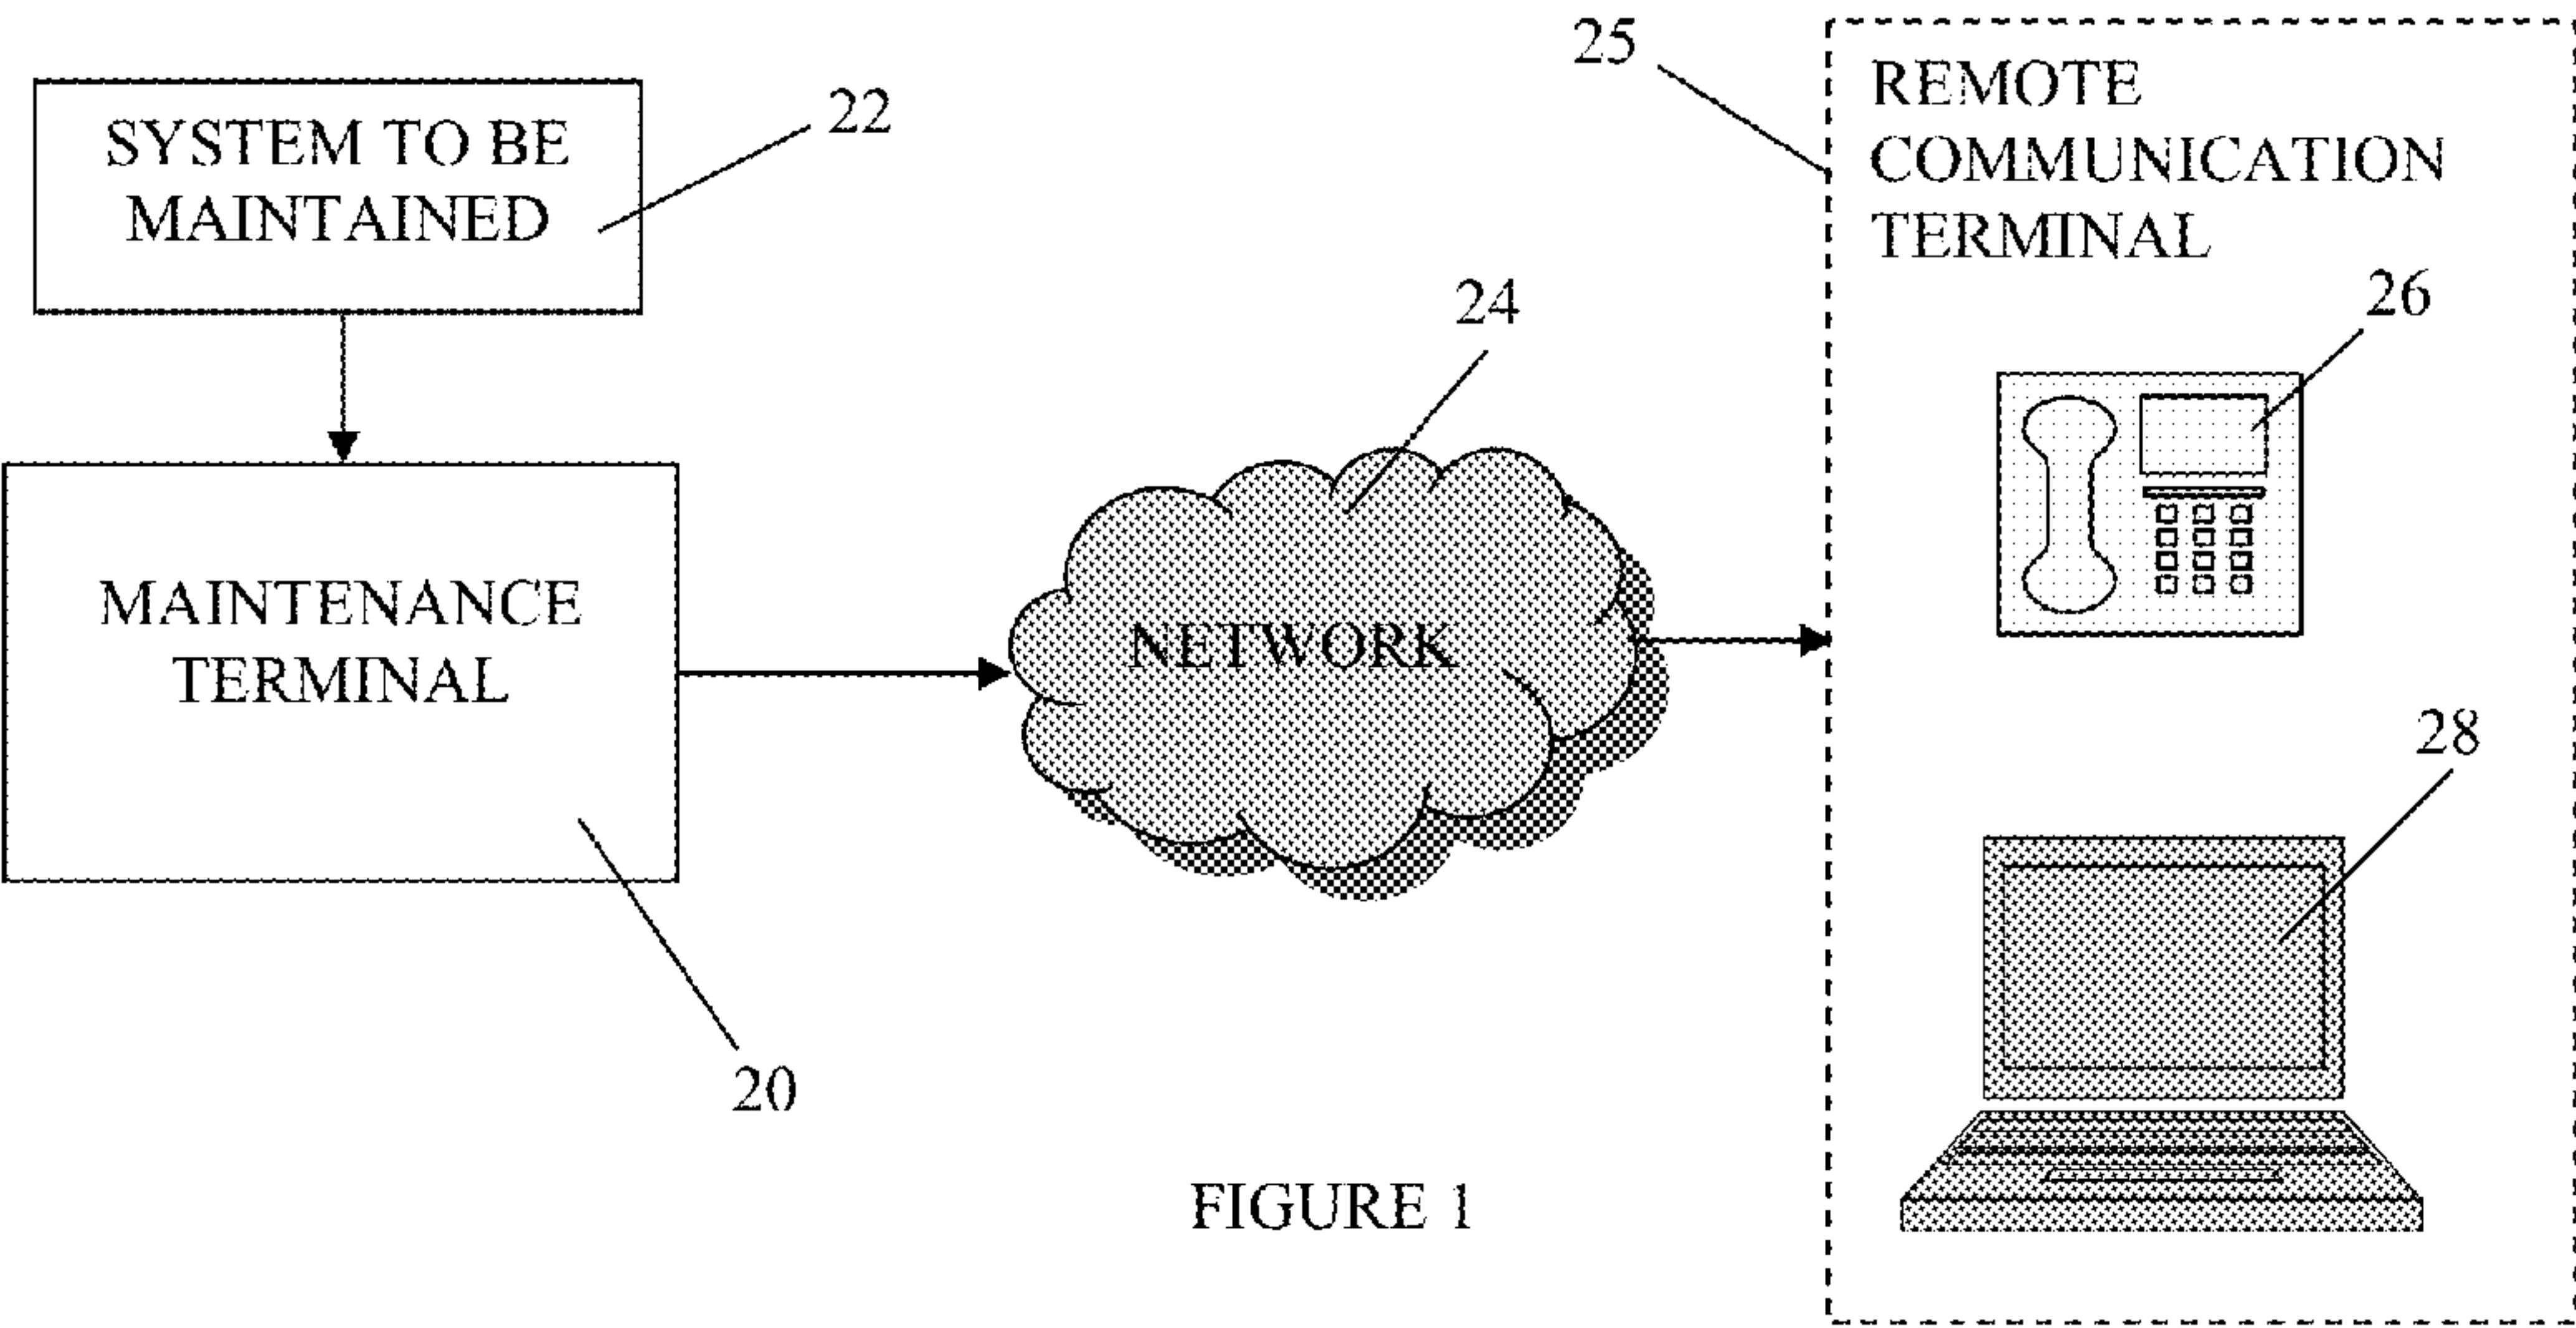 SYSTEM TO BE
MAINTAINED
22
MAINTENANCE
TERMINAL
20
24
NETWORK
25
REMOTE
COMMUNICATION
TERMINAL
26
28
FIGURE 1